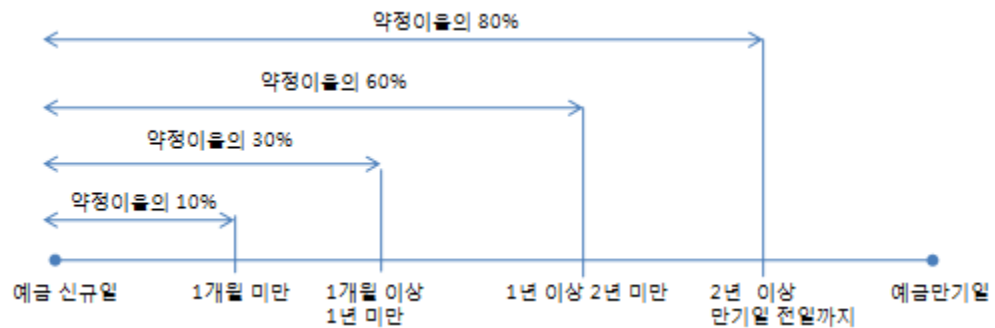 약정이율의 80%
약정이율의 60%
약정이율의 30%
약정이율의 10%
예금 신규일
1개월 미만
1개월 이상
1년 미만
1년 이상 2년 미만
2년 이상
만기일 전일까지
예금만기일